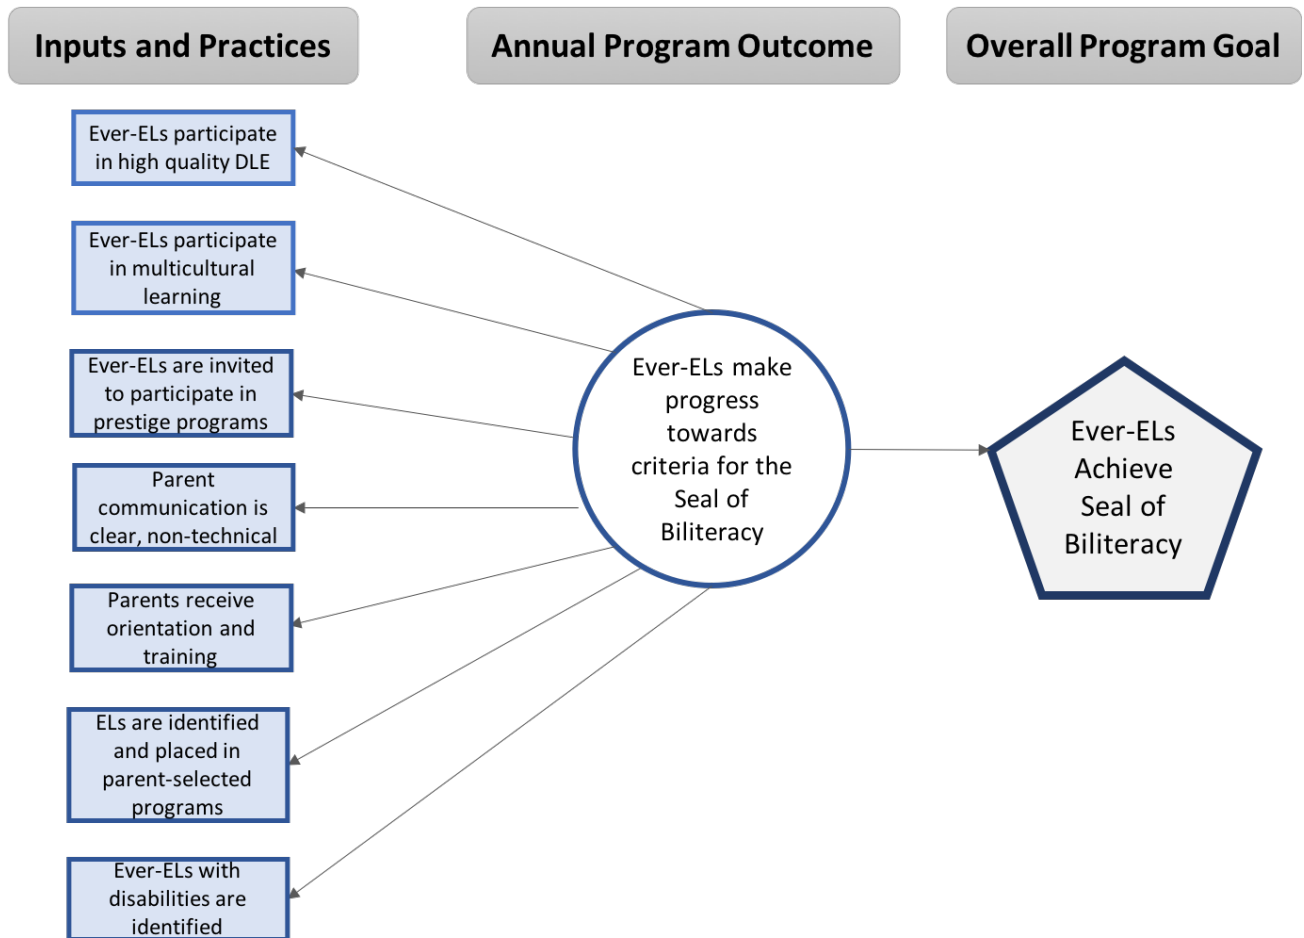 Inputs and Practices
Annual Program Outcome
Overall Program Goal
Ever-ELs participate
in high quality DLE
Ever-ELs participate
in multicultural
learning
Ever-ELs are invited
to participate in
prestige programs
Parent
communication is
clear, non-technical
Parents receive
orientation and
training
ELs are identified
and placed in
parent-selected
programs
Ever-ELs with
disabilities are
identified
Ever-ELs make
progress
towards
criteria for the
Seal of
Biliteracy
Ever-ELs
Achieve
Seal of
Biliteracy